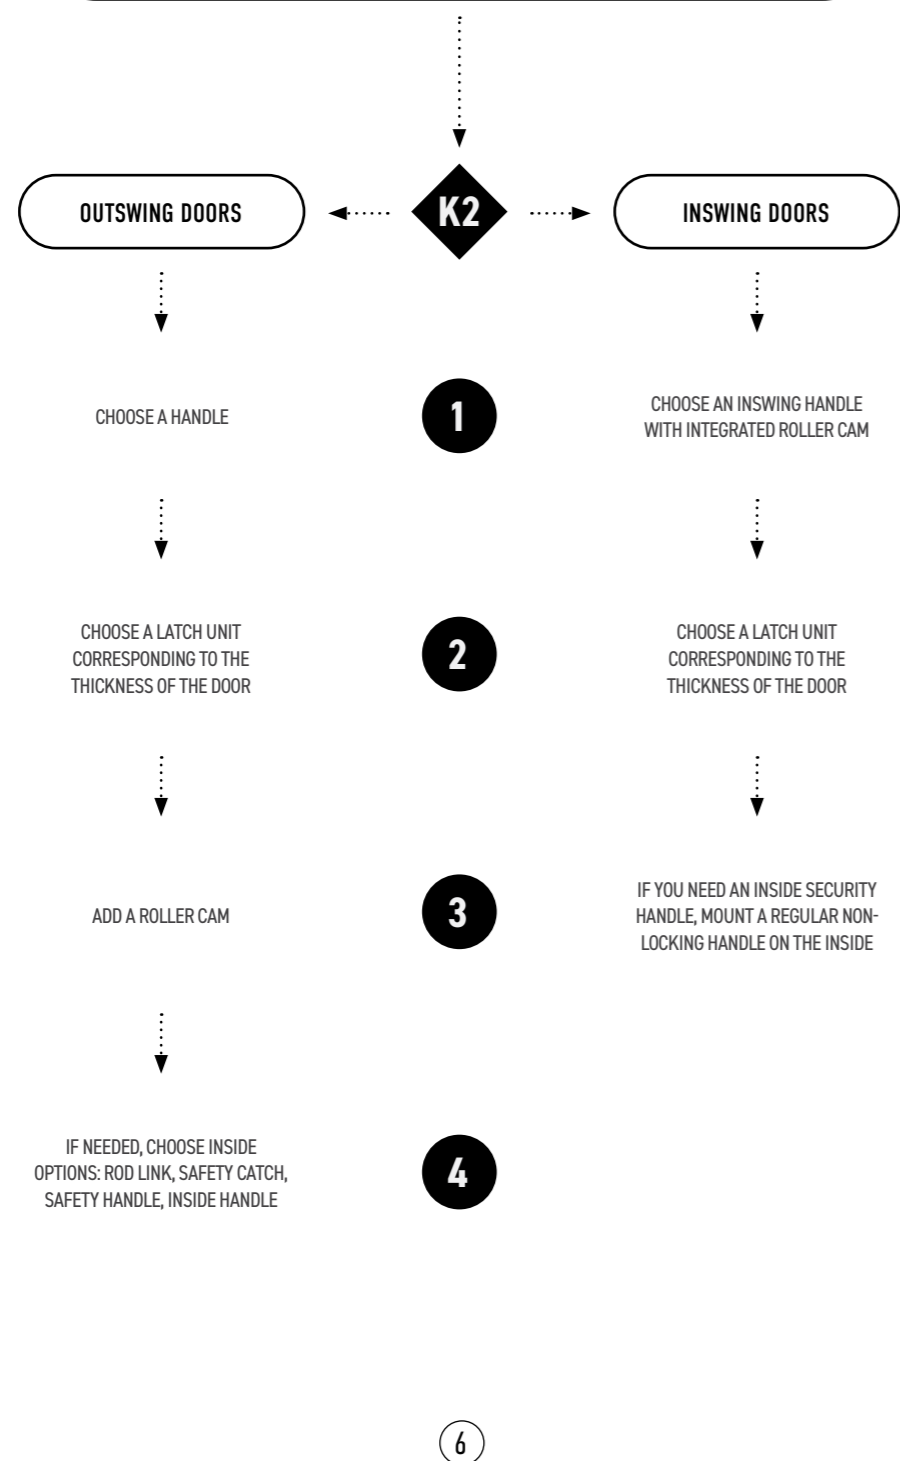 OUTSWING DOORS
K2
INSWING DOORS
CHOOSE A HANDLE
1
CHOOSE AN INSWING HANDLE
WITH INTEGRATED ROLLER CAM
CHOOSE A LATCH UNIT
CORRESPONDING TO THE
THICKNESS OF THE DOOR
2
CHOOSE A LATCH UNIT
CORRESPONDING TO THE
THICKNESS OF THE DOOR
ADD A ROLLER CAM
3
IF YOU NEED AN INSIDE SECURITY
HANDLE, MOUNT A REGULAR NON-
LOCKING HANDLE ON THE INSIDE
IF NEEDED, CHOOSE INSIDE
OPTIONS: ROD LINK, SAFETY CATCH,
SAFETY HANDLE, INSIDE HANDLE
4
6